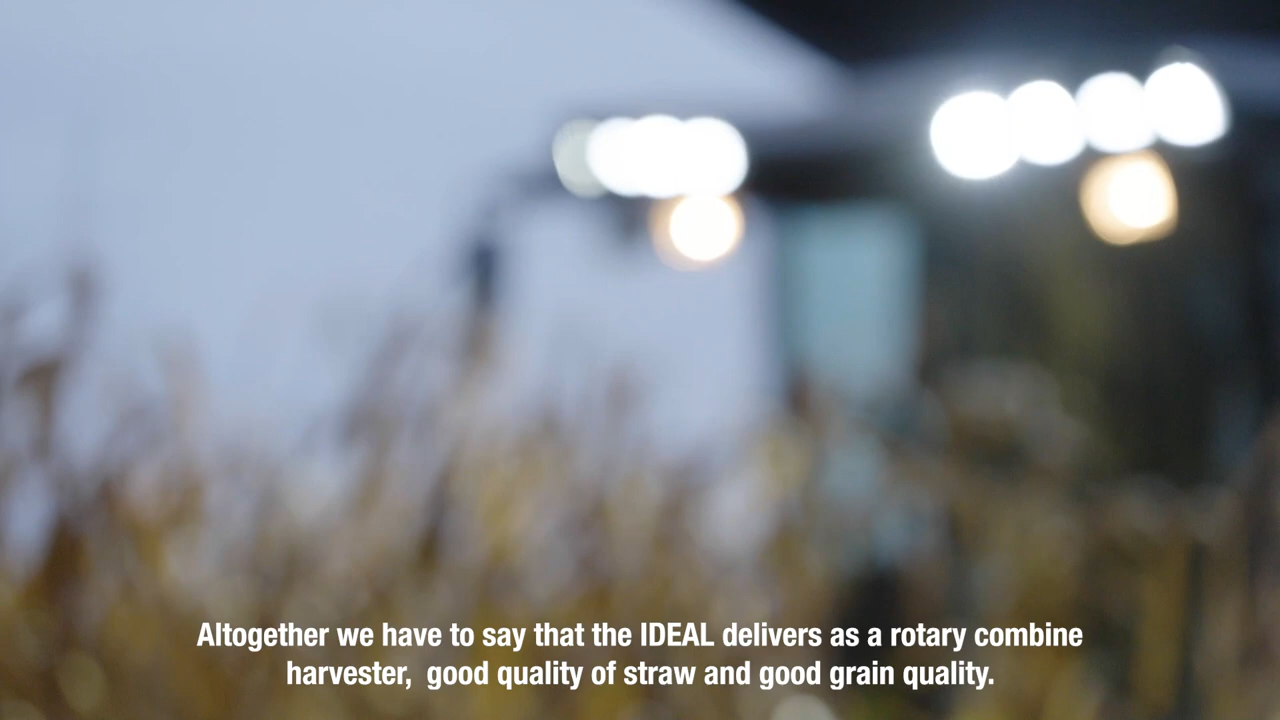 Altogether we have to say that the IDEAL delivers as a rotary combine
harvester,  good quality of straw and good grain quality.